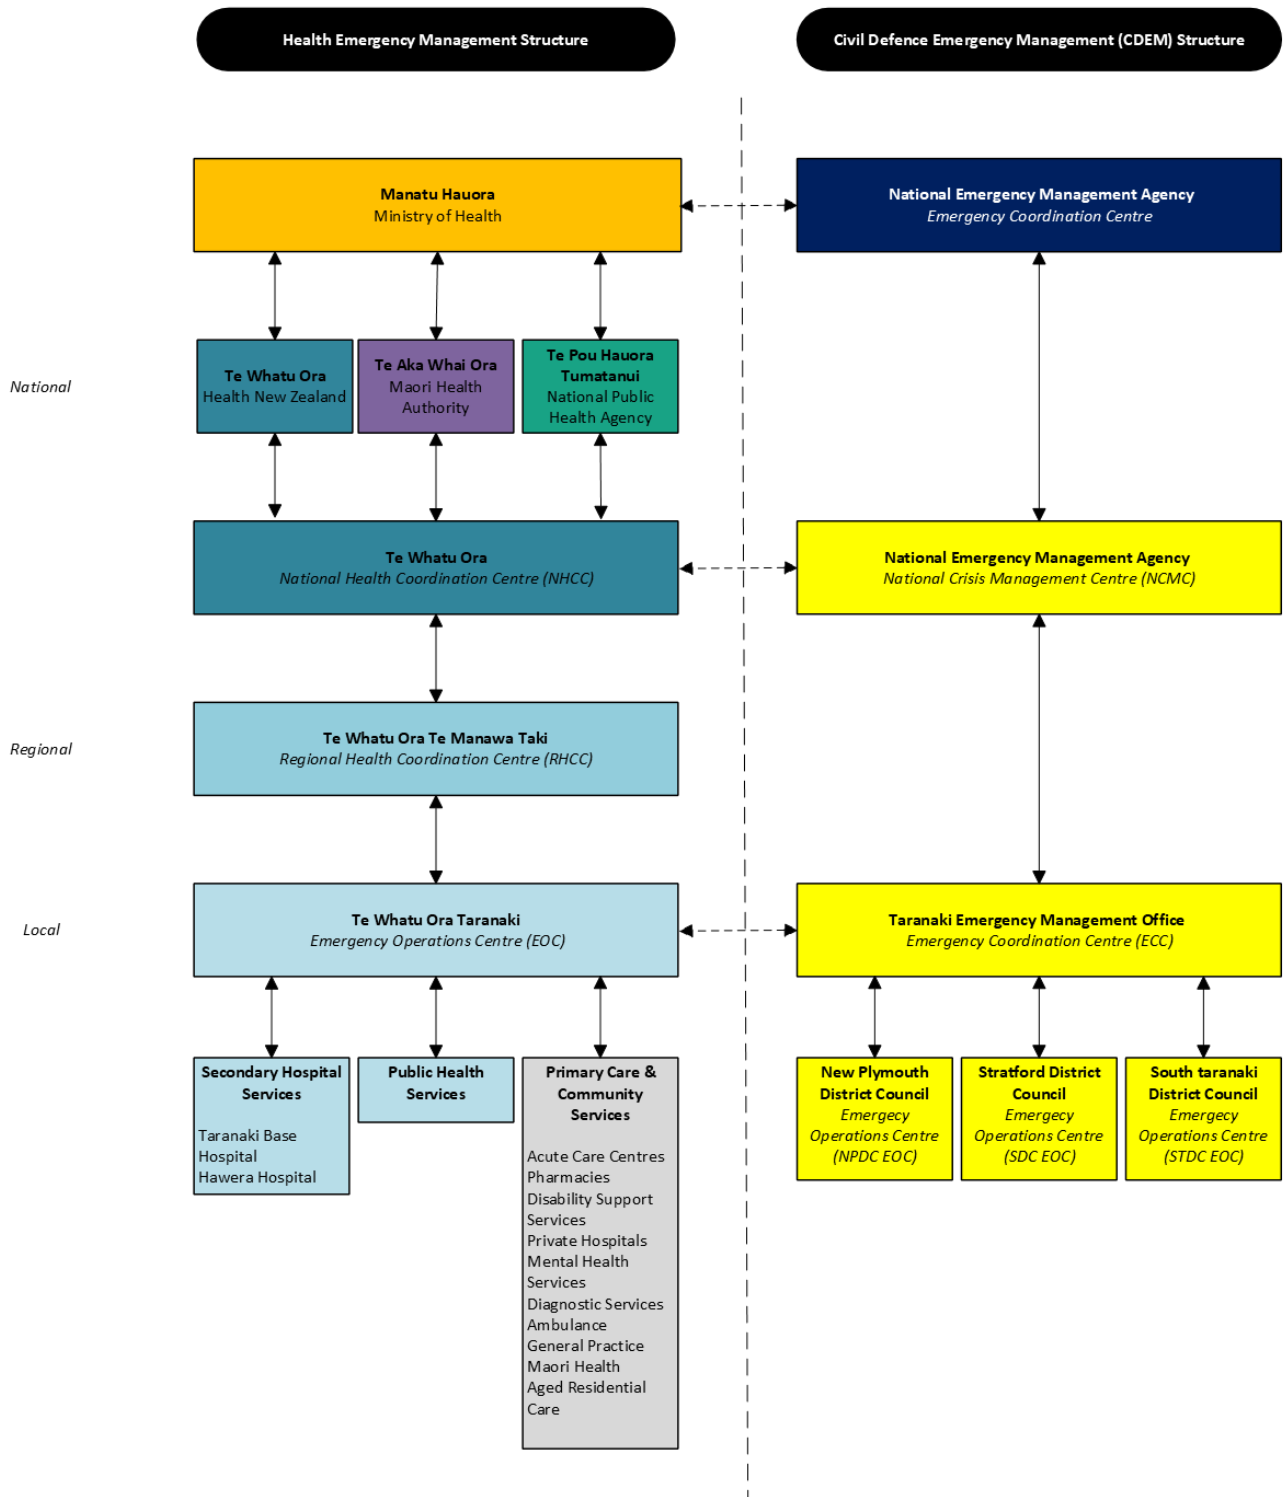 Health Emergency Management Structure
Civil Defence Emergency Management (CDEM) Structure
Manatu Hauora
Ministry of Health
National Emergency Management Agency
Emergency Coordination Centre
National
Te Whatu Ora
Health New Zealand
Te Aka Whai Ora
Maori Health
Authority
Te Pou Hauora
Tumatanui
National Public
Health Agency
Te Whatu Ora
National Health Coordination Centre (NHCC)
National Emergency Management Agency
National Crisis Management Centre (NCMC)
Regional
Te Whatu Ora Te Manawa Taki
Regional Health Coordination Centre (RHCC)
Local
Te Whatu Ora Taranaki
Emergency Operations Centre (EOC)
Taranaki Emergency Management Office
Emergency Coordination Centre (ECC)
Secondary Hospital
Services
Taranaki Base
Hospital
Hawera Hospital
Public Health
Services
Primary Care &
Community
Services
Acute Care Centres
Pharmacies
Disability Support
Services
Private Hospitals
Mental Health
Services
Diagnostic Services
Ambulance
General Practice
Maori Health
Aged Residential
Care
New Plymouth
District Council
Emergecy
Operations Centre
(NPDC EOC)
Stratford District
Council
Emergecy
Operations Centre
(SDC EOC)
South taranaki
District Council
Emergecy
Operations Centre
(STDC EOC)